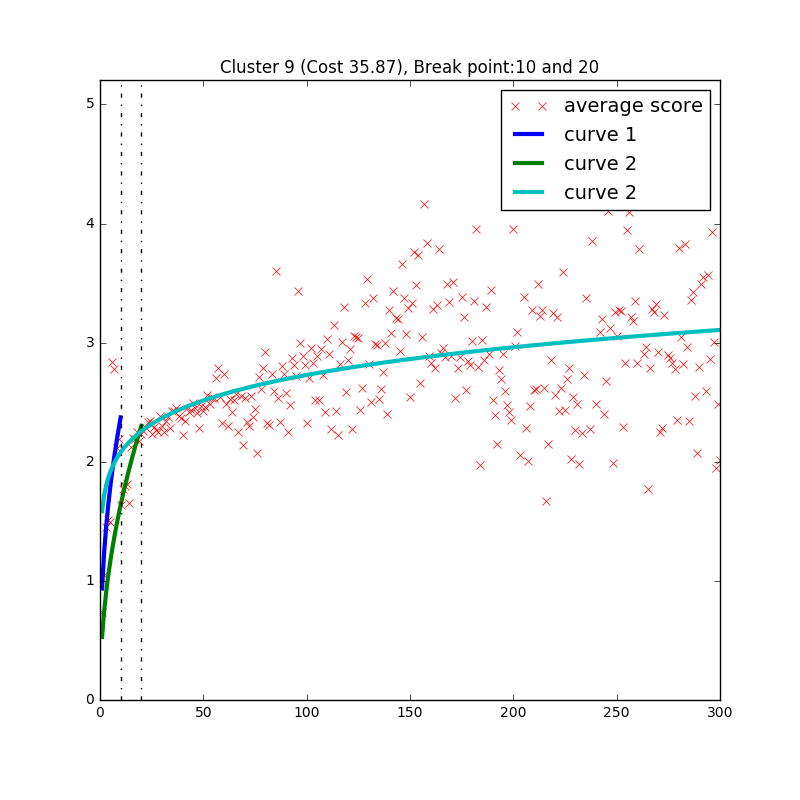 Cluster 9 (Cost 35.87), Break point:10 and 20
average score
curve 1
curve 2
curve 2
5
4
3
2
1
0
0 50 100 150 200 250 300